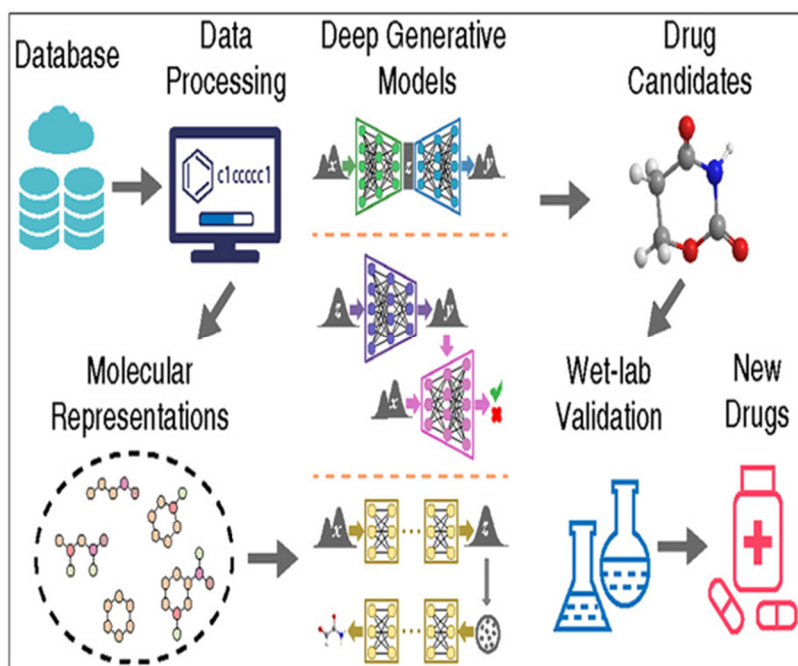 Database
Data
Processing
Deep Generative
Models
Drug
Candidates
c1ccccc1
x
z
y
z
y
x
Molecular
Representations
Wet-lab
Validation
New
Drugs
x
...
z
...